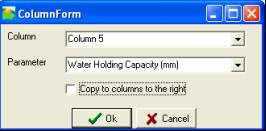 ColumnForm
Column
Column 5
Parameter
Water Holding Capacity (mm)
Copy to columns to the right
Ok
Cancel